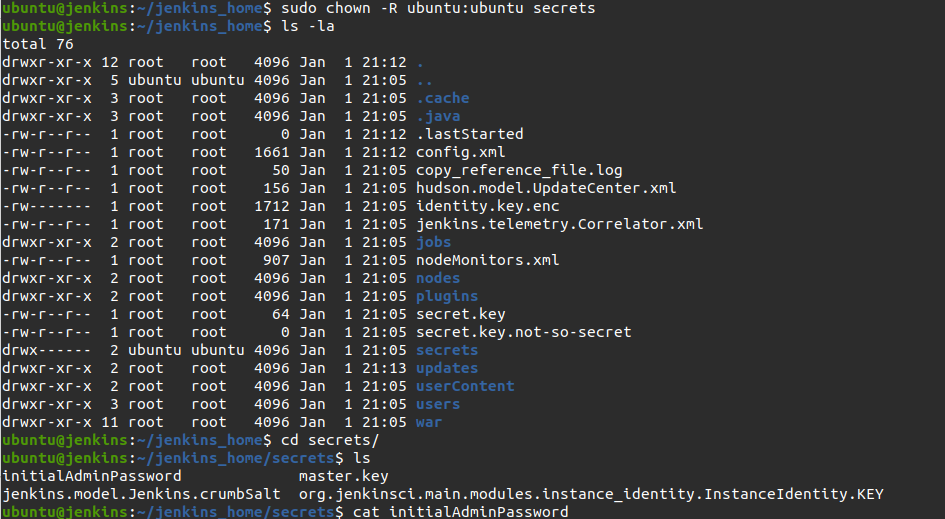 ubuntu@jenkins:~/jenkins_home$ sudo chown -R ubuntu:ubuntu secrets
ubuntu@jenkins:~/jenkins_home$ ls -la
total 76
drwxr-xr-x 12 root   root   4096 Jan  1 21:12 .
drwxr-xr-x  5 ubuntu ubuntu 4096 Jan  1 21:05 ..
drwxr-xr-x  3 root   root   4096 Jan  1 21:05 .cache
drwxr-xr-x  3 root   root   4096 Jan  1 21:05 .java
-rw-r--r--  1 root   root      0 Jan  1 21:12 .lastStarted
-rw-r--r--  1 root   root   1661 Jan  1 21:12 config.xml
-rw-r--r--  1 root   root     50 Jan  1 21:05 copy_reference_file.log
-rw-r--r--  1 root   root    156 Jan  1 21:05 hudson.model.UpdateCenter.xml
-rw-------  1 root   root   1712 Jan  1 21:05 identity.key.enc
-rw-r--r--  1 root   root    171 Jan  1 21:05 jenkins.telemetry.Correlator.xml
drwxr-xr-x  2 root   root   4096 Jan  1 21:05 jobs
-rw-r--r--  1 root   root    907 Jan  1 21:05 nodeMonitors.xml
drwxr-xr-x  2 root   root   4096 Jan  1 21:05 nodes
drwxr-xr-x  2 root   root   4096 Jan  1 21:05 plugins
-rw-r--r--  1 root   root     64 Jan  1 21:05 secret.key
-rw-r--r--  1 root   root      0 Jan  1 21:05 secret.key.not-so-secret
drwx------  2 ubuntu ubuntu 4096 Jan  1 21:05 secrets
drwxr-xr-x  2 root   root   4096 Jan  1 21:13 updates
drwxr-xr-x  2 root   root   4096 Jan  1 21:05 userContent
drwxr-xr-x  3 root   root   4096 Jan  1 21:05 users
drwxr-xr-x 11 root   root   4096 Jan  1 21:05 war
ubuntu@jenkins:~/jenkins_home$ cd secrets/
ubuntu@jenkins:~/jenkins_home/secrets$ ls
initialAdminPassword             master.key
jenkins.model.Jenkins.crumbSalt  org.jenkinsci.main.modules.instance_identity.InstanceIdentity.KEY
ubuntu@jenkins:~/jenkins_home/secrets$ cat initialAdminPassword